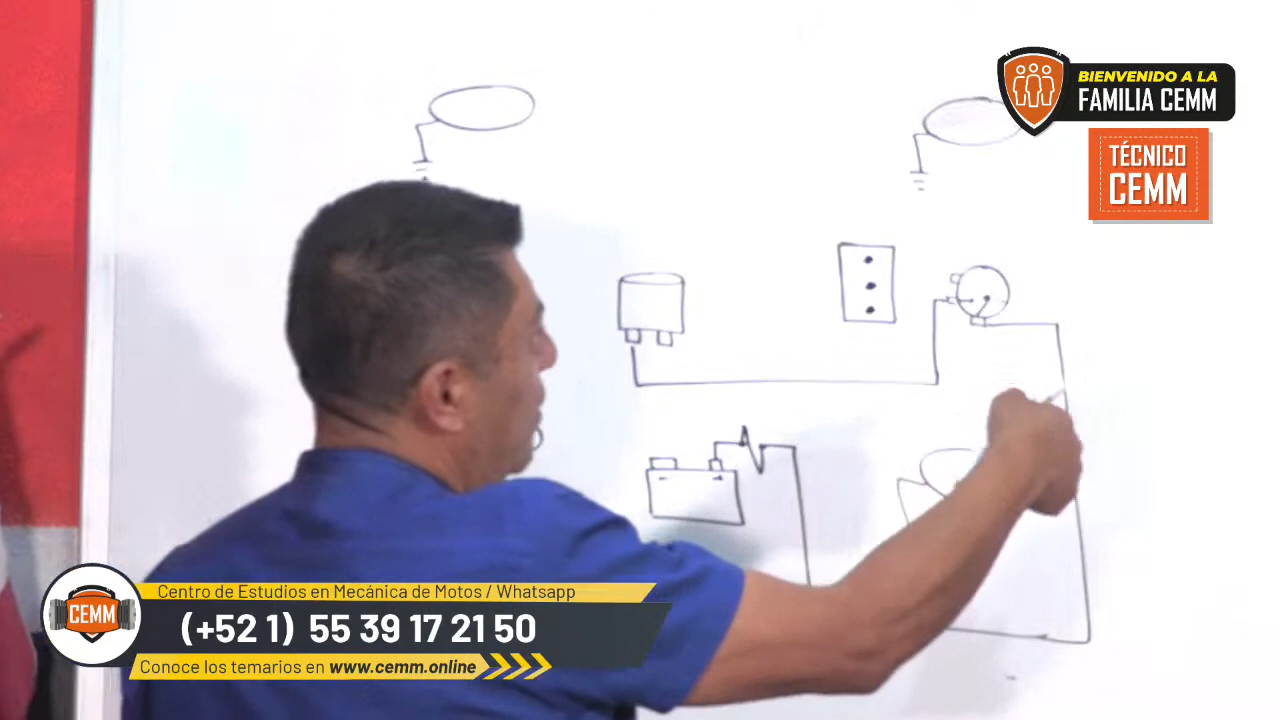 BIENVENIDO A LA
FAMILIA CEMM
TÉCNICO
CEMM
CEMM
Centro de Estudios en Mecánica de Motos / Whatsapp
(+52 1) 55 39 17 21 50
Conoce los temarios en www.cemm.online